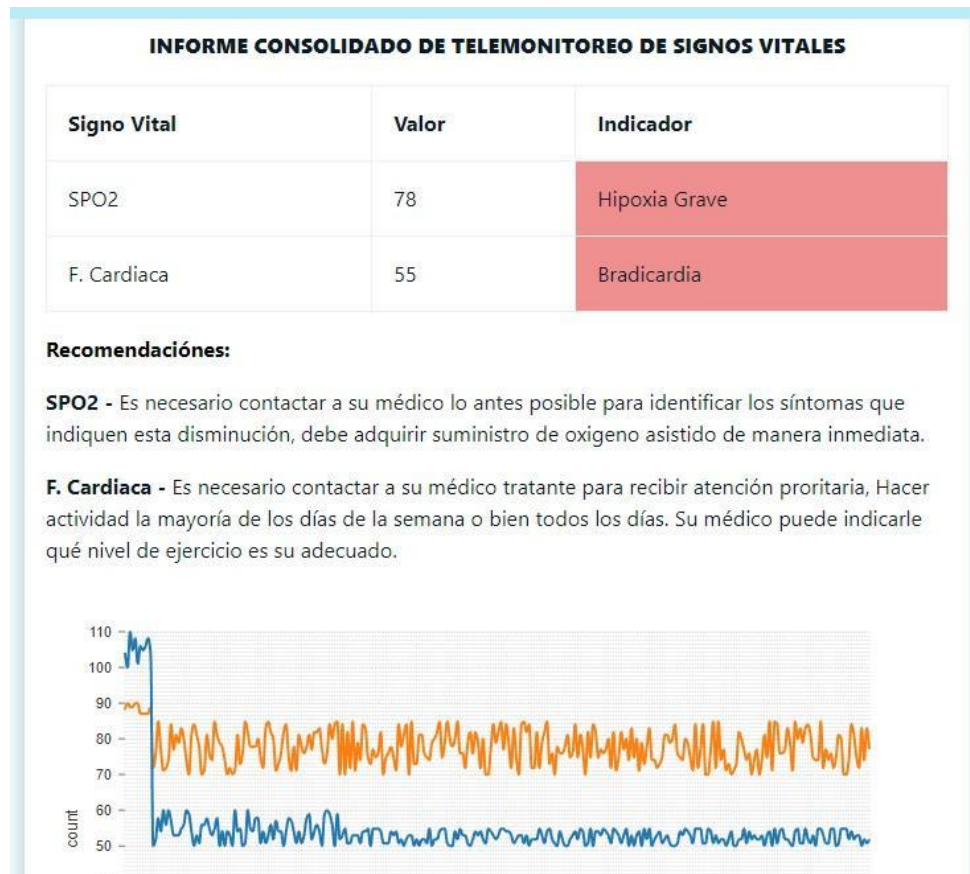 INFORME CONSOLIDADO DE TELEMONITOREO DE SIGNOS VITALES
Signo Vital Valor Indicador
SPO2 78 Hipoxia Grave
F. Cardiaca 55 Bradicardia
Recomendaciónes:
SPO2 - Es necesario contactar a su médico lo antes posible para identificar los síntomas que
indiquen esta disminución, debe adquirir suministro de oxigeno asistido de manera inmediata.
F. Cardiaca - Es necesario contactar a su médico tratante para recibir atención proritaria, Hacer
actividad la mayoría de los días de la semana o bien todos los días. Su médico puede indicarle
qué nivel de ejercicio es su adecuado.
110
100
90
80
70
60
50
count